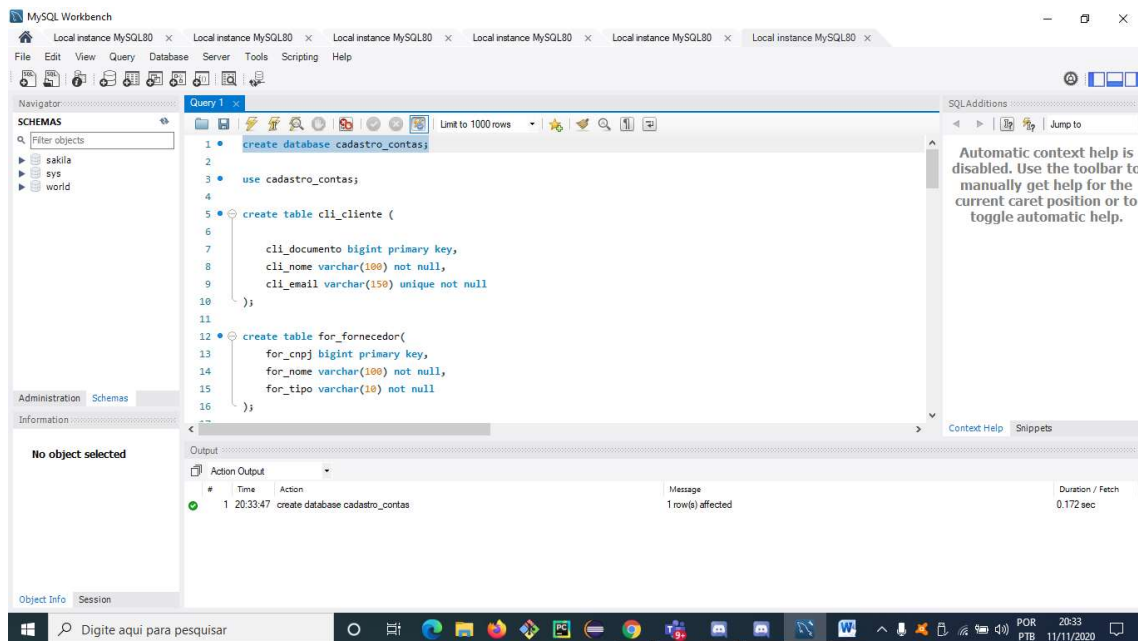 MySQL Workbench
Local instance MySQL80 × Local instance MySQL80 × Local instance MySQL80 × Local instance MySQL80 × Local instance MySQL80 × Local instance MySQL80 ×
File Edit View Query Database Server Tools Scripting Help
Navigator
SCHEMAS
Filter objects
sakila
sys
world
Administration Schemas
Information
No object selected
Object Info Session
Query 1 ×
Limit to 1000 rows
1 create database cadastro_contas;
2
3 use cadastro_contas;
4
5 create table cli_cliente (
6
7 cli_documento bigint primary key,
8 cli_nome varchar(100) not null,
9 cli_email varchar(150) unique not null
10 );
11
12 create table for_fornecedor(
13 for_cnpj bigint primary key,
14 for_nome varchar(100) not null,
15 for_tipo varchar(10) not null
16 );
SQLAdditions
Jump to
Automatic context help is
disabled. Use the toolbar to
manually get help for the
current caret position or to
toggle automatic help.
Context Help Snippets
Output
Action Output
# Time Action Message Duration / Fetch
1 20:33:47 create database cadastro_contas 1 row(s) affected 0.172 sec
Digite aqui para pesquisar
POR 20:33
PTB 11/11/2020